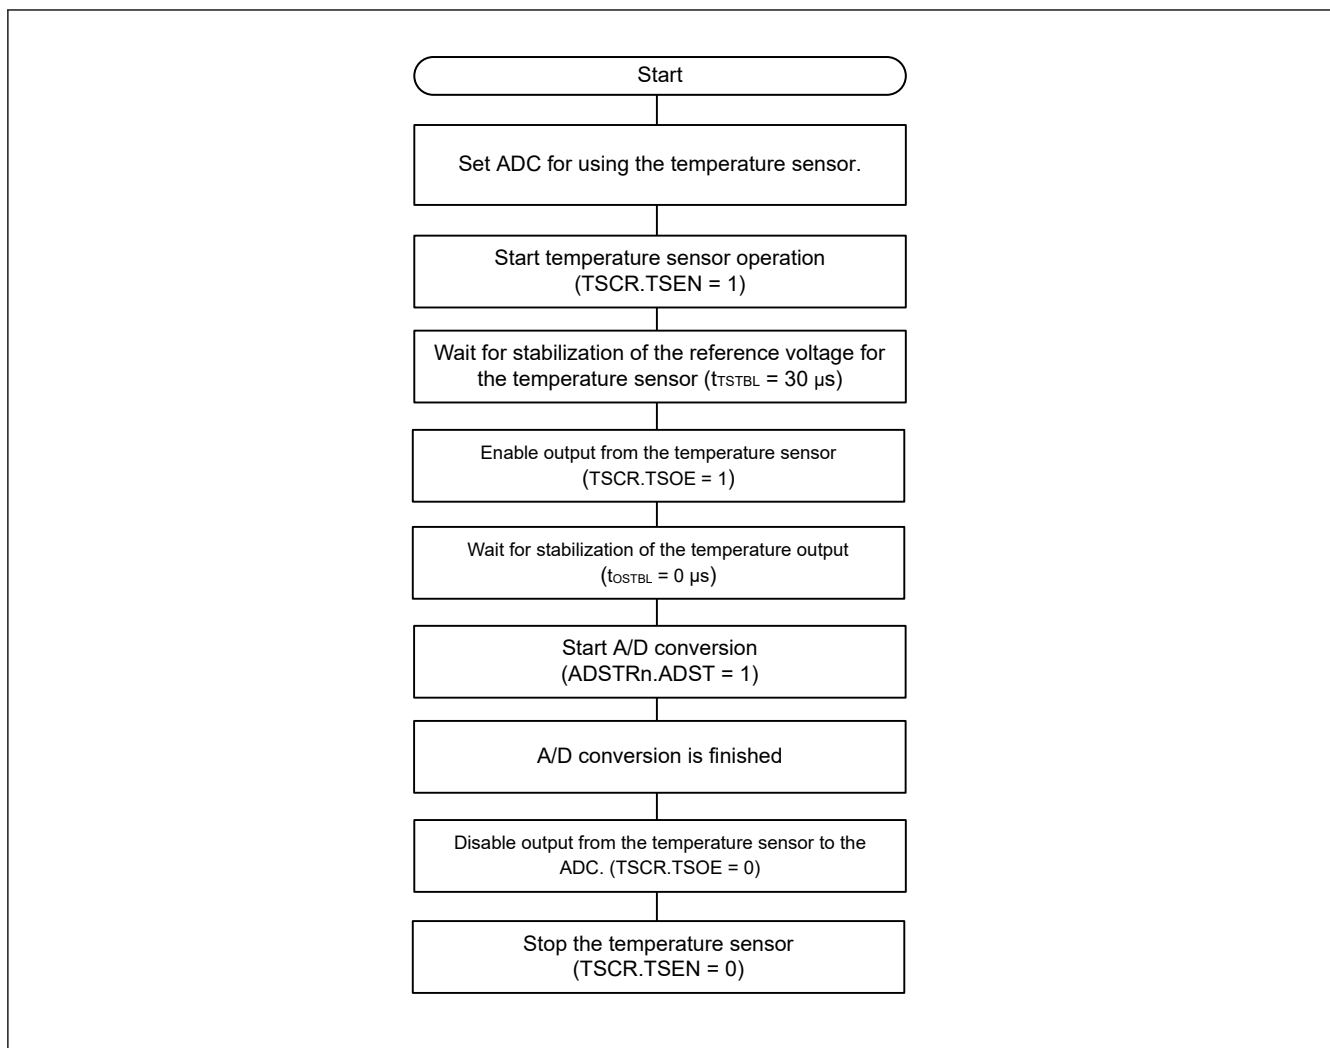 Start
Set ADC for using the temperature sensor.
Start temperature sensor operation
(TSCR.TSEN = 1)
Wait for stabilization of the reference voltage for
the temperature sensor (tTSTBL = 30 µs)
Enable output from the temperature sensor
(TSCR.TSOE = 1)
Wait for stabilization of the temperature output
(tOSTBL = 0 µs)
Start A/D conversion
(ADSTRn.ADST = 1)
A/D conversion is finished
Disable output from the temperature sensor to the
ADC. (TSCR.TSOE = 0)
Stop the temperature sensor
(TSCR.TSEN = 0)